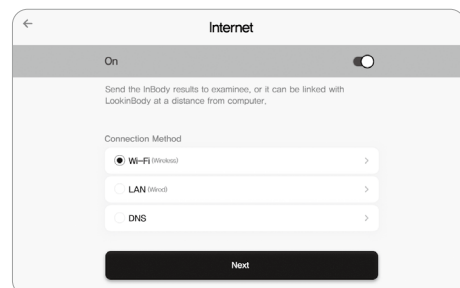 Internet
On
Send the InBody results to examinee, or it can be linked with
LookinBody at a distance from computer.
Connection Method
Wi-Fi (Wireless)
LAN (Wired)
DNS
Next